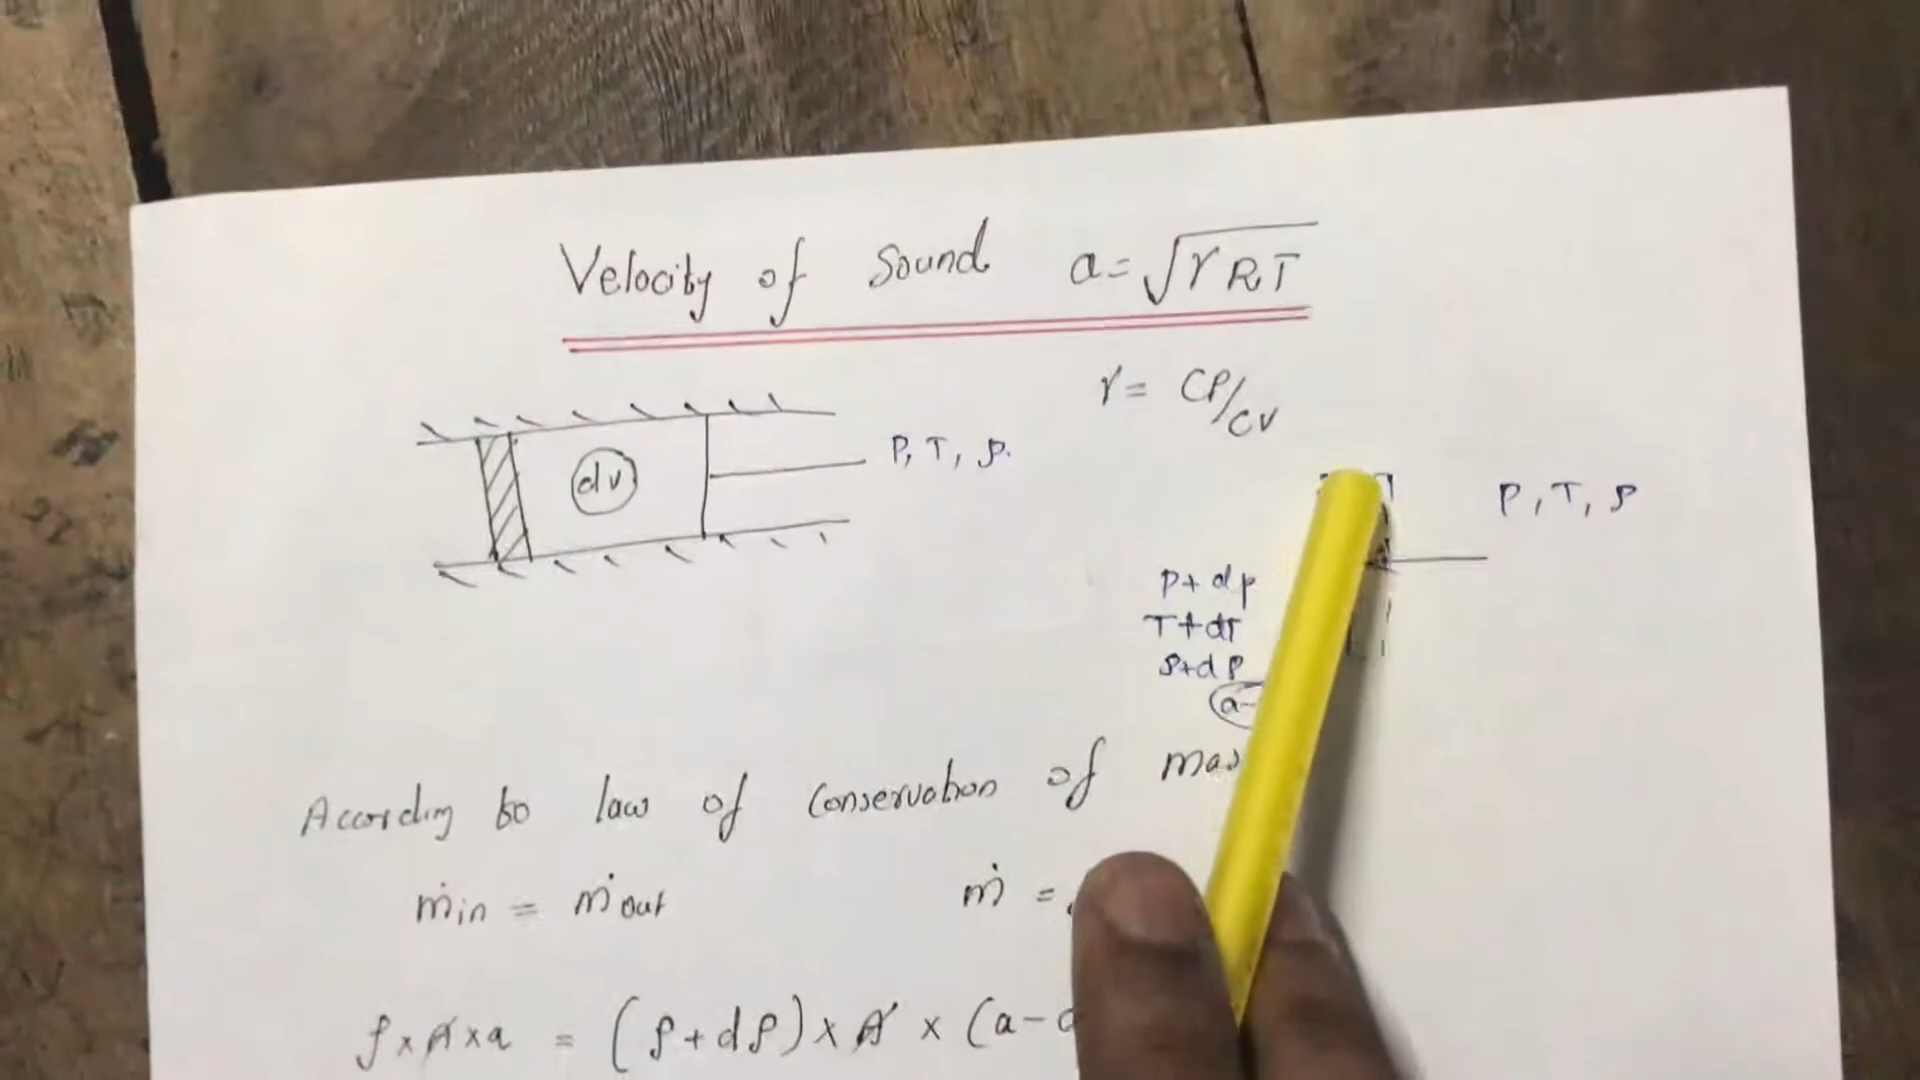 Velocity of Sound a=√γRT
γ = CP/CV
dv
P, T, ρ.
P, T, ρ
P+dp
T+dT
ρ+dρ
a-
According to law of Conservation of
ṁin = ṁout
ṁ =
ρ×A×a = (ρ+dρ)×A×(a-